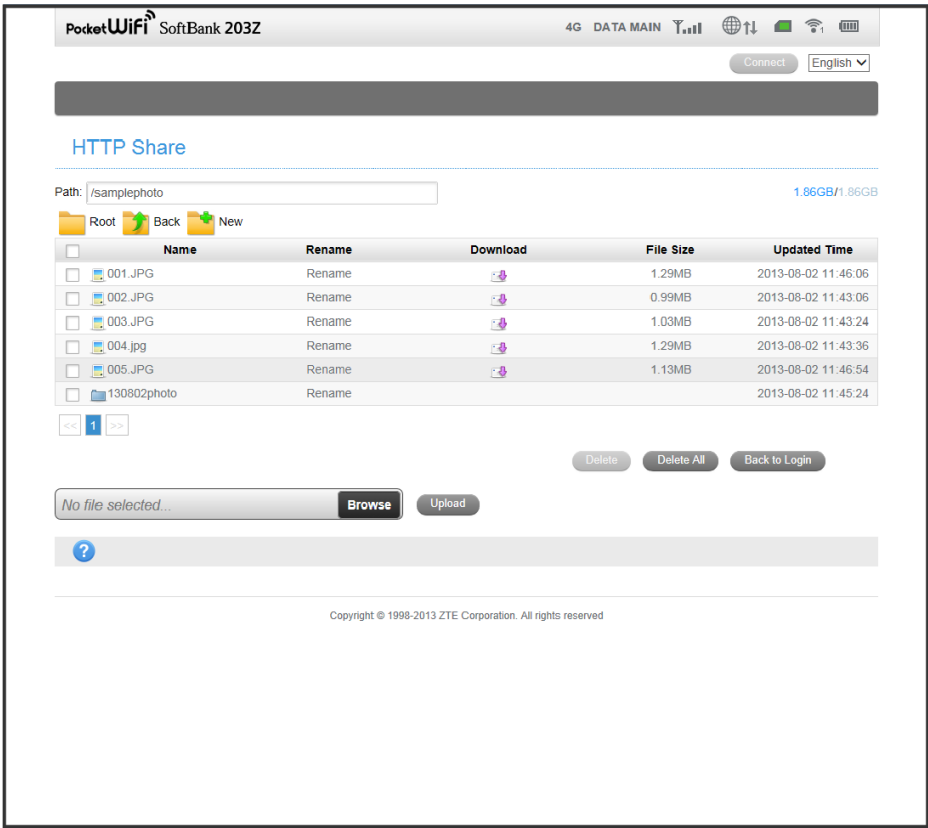 PocketWiFi SoftBank 203Z 4G DATA MAIN 1
Connect English
HTTP Share
Path: /samplephoto 1.86GB/1.86GB
Root Back New
Name Rename Download File Size Updated Time
001.JPG Rename 1.29MB 2013-08-02 11:46:06
002.JPG Rename 0.99MB 2013-08-02 11:43:06
003.JPG Rename 1.03MB 2013-08-02 11:43:24
004.jpg Rename 1.29MB 2013-08-02 11:43:36
005.JPG Rename 1.13MB 2013-08-02 11:46:54
130802photo Rename 2013-08-02 11:45:24
<< 1 >>
Delete Delete All Back to Login
No file selected... Browse Upload
?
Copyright © 1998-2013 ZTE Corporation. All rights reserved